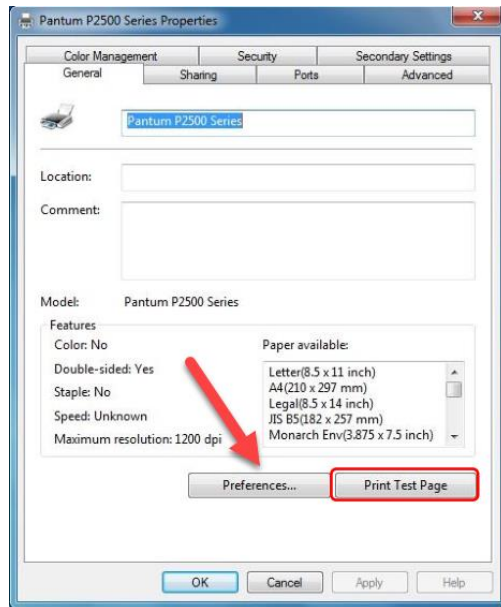 Pantum P2500 Series Properties
Color Management Security Secondary Settings
General Sharing Ports Advanced
Pantum P2500 Series
Location:
Comment:
Model: Pantum P2500 Series
Features
Color: No Paper available:
Double-sided: Yes Letter(8.5 x 11 inch)
Staple: No A4(210 x 297 mm)
Legal(8.5 x 14 inch)
Speed: Unknown JIS B5(182 x 257 mm)
Maximum resolution: 1200 dpi Monarch Env(3.875 x 7.5 inch)
Preferences... Print Test Page
OK Cancel Apply Help